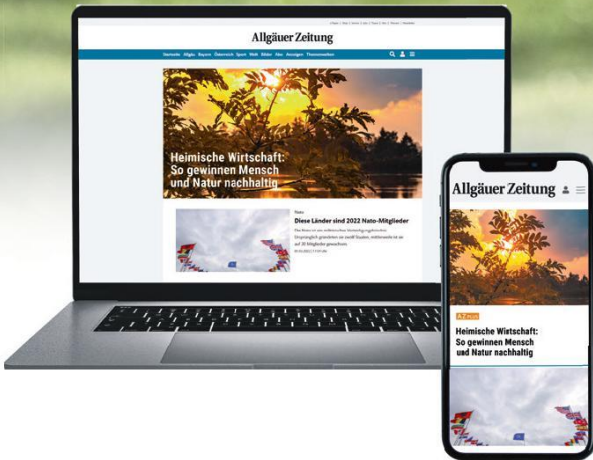 Allgäuer Zeitung
Startseite Allgäu Bayern Österreich Sport Welt Bilder Abo Anzeigen Themenwelten
Heimische Wirtschaft:
So gewinnen Mensch
und Natur nachhaltig
Nato
Diese Länder sind 2022 Nato-Mitglieder
Allgäuer Zeitung
AZ PLUS
Heimische Wirtschaft:
So gewinnen Mensch
und Natur nachhaltig